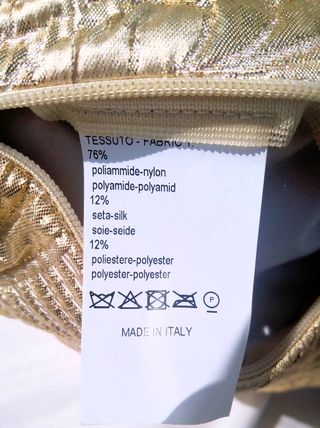 TESSUTO - FABRIC 1.
76%
poliammide-nylon
polyamide-polyamid
12%
seta-silk
soie-seide
12%
poliestere-polyester
polyester-polyester
P
MADE IN ITALY